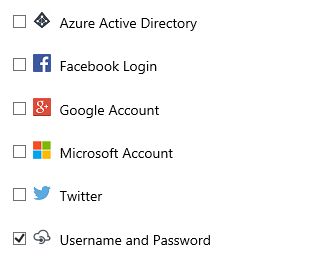 Azure Active Directory
Facebook Login
Google Account
Microsoft Account
Twitter
Username and Password